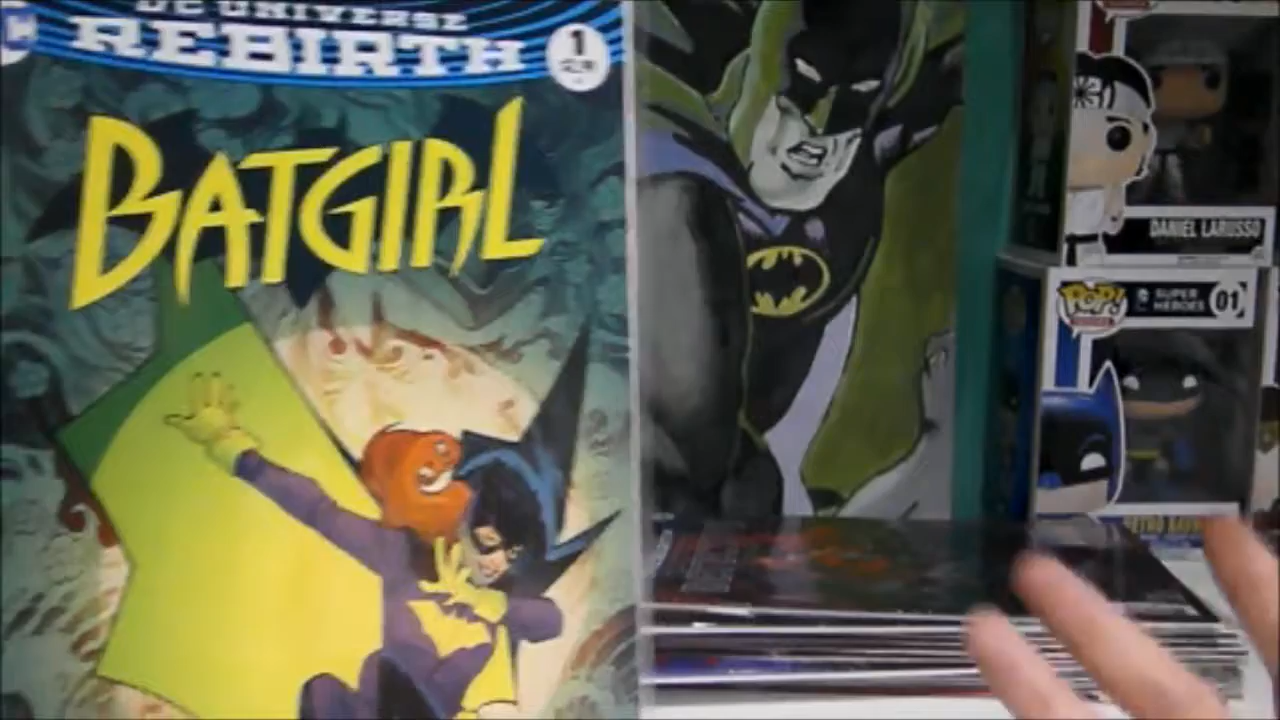 DC UNIVERSE
REBIRTH
1
BATGIRL
DANIEL LARUSSO
POP!
SUPER
HEROES
01